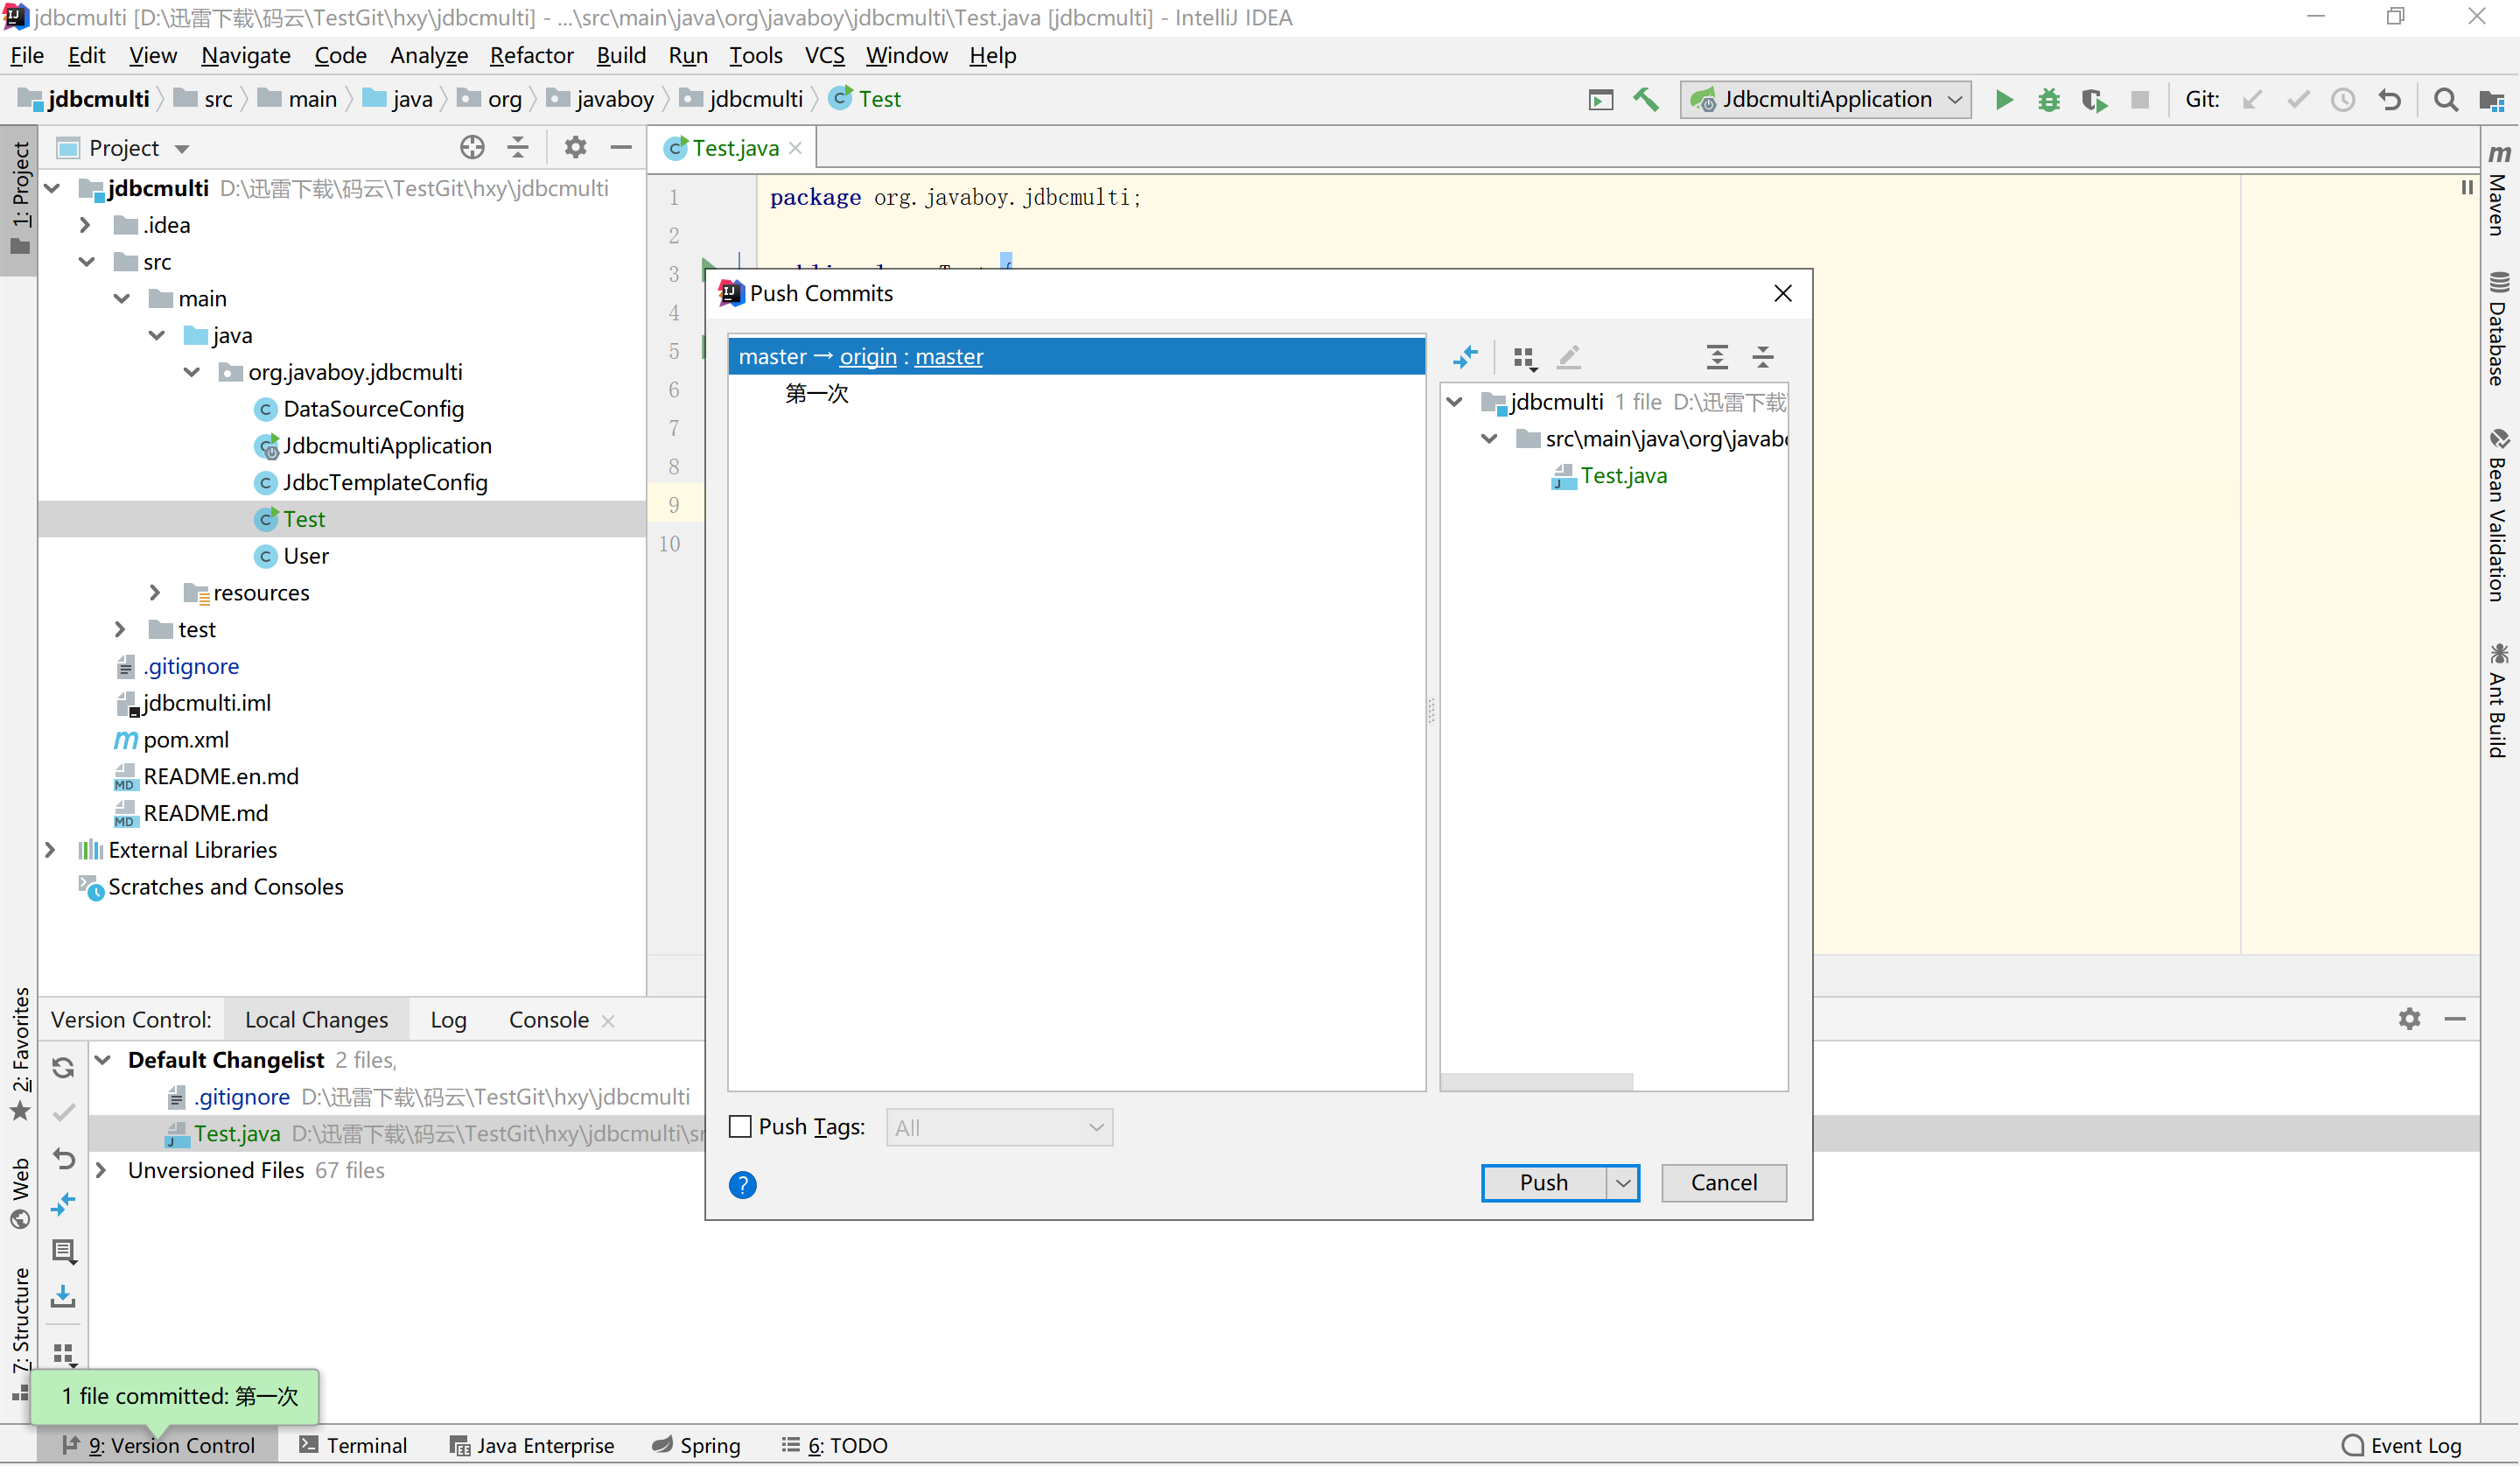 jdbcmulti [D:\迅雷下载\码云\TestGit\hxy\jdbcmulti] - ...\src\main\java\org\javaboy\jdbcmulti\Test.java [jdbcmulti] - IntelliJ IDEA
File Edit View Navigate Code Analyze Refactor Build Run Tools VCS Window Help
jdbcmulti src main java org javaboy jdbcmulti Test JdbcmultiApplication Git:
1: Project
Project
jdbcmulti D:\迅雷下载\码云\TestGit\hxy\jdbcmulti
.idea
src
main
java
org.javaboy.jdbcmulti
DataSourceConfig
JdbcmultiApplication
JdbcTemplateConfig
Test
User
resources
test
.gitignore
jdbcmulti.iml
pom.xml
README.en.md
README.md
External Libraries
Scratches and Consoles
Test.java
1 package org.javaboy.jdbcmulti;
2
3
4
5
6
7
8
9
10
Push Commits
master → origin : master
第一次
jdbcmulti 1 file D:\迅雷下载
src\main\java\org\javabo
Test.java
Push Tags: All
?
Push Cancel
Maven
Database
Bean Validation
Ant Build
2: Favorites
Web
7: Structure
Version Control: Local Changes Log Console
Default Changelist 2 files,
.gitignore D:\迅雷下载\码云\TestGit\hxy\jdbcmulti
Test.java D:\迅雷下载\码云\TestGit\hxy\jdbcmulti\sr
Unversioned Files 67 files
1 file committed: 第一次
9: Version Control Terminal Java Enterprise Spring 6: TODO Event Log